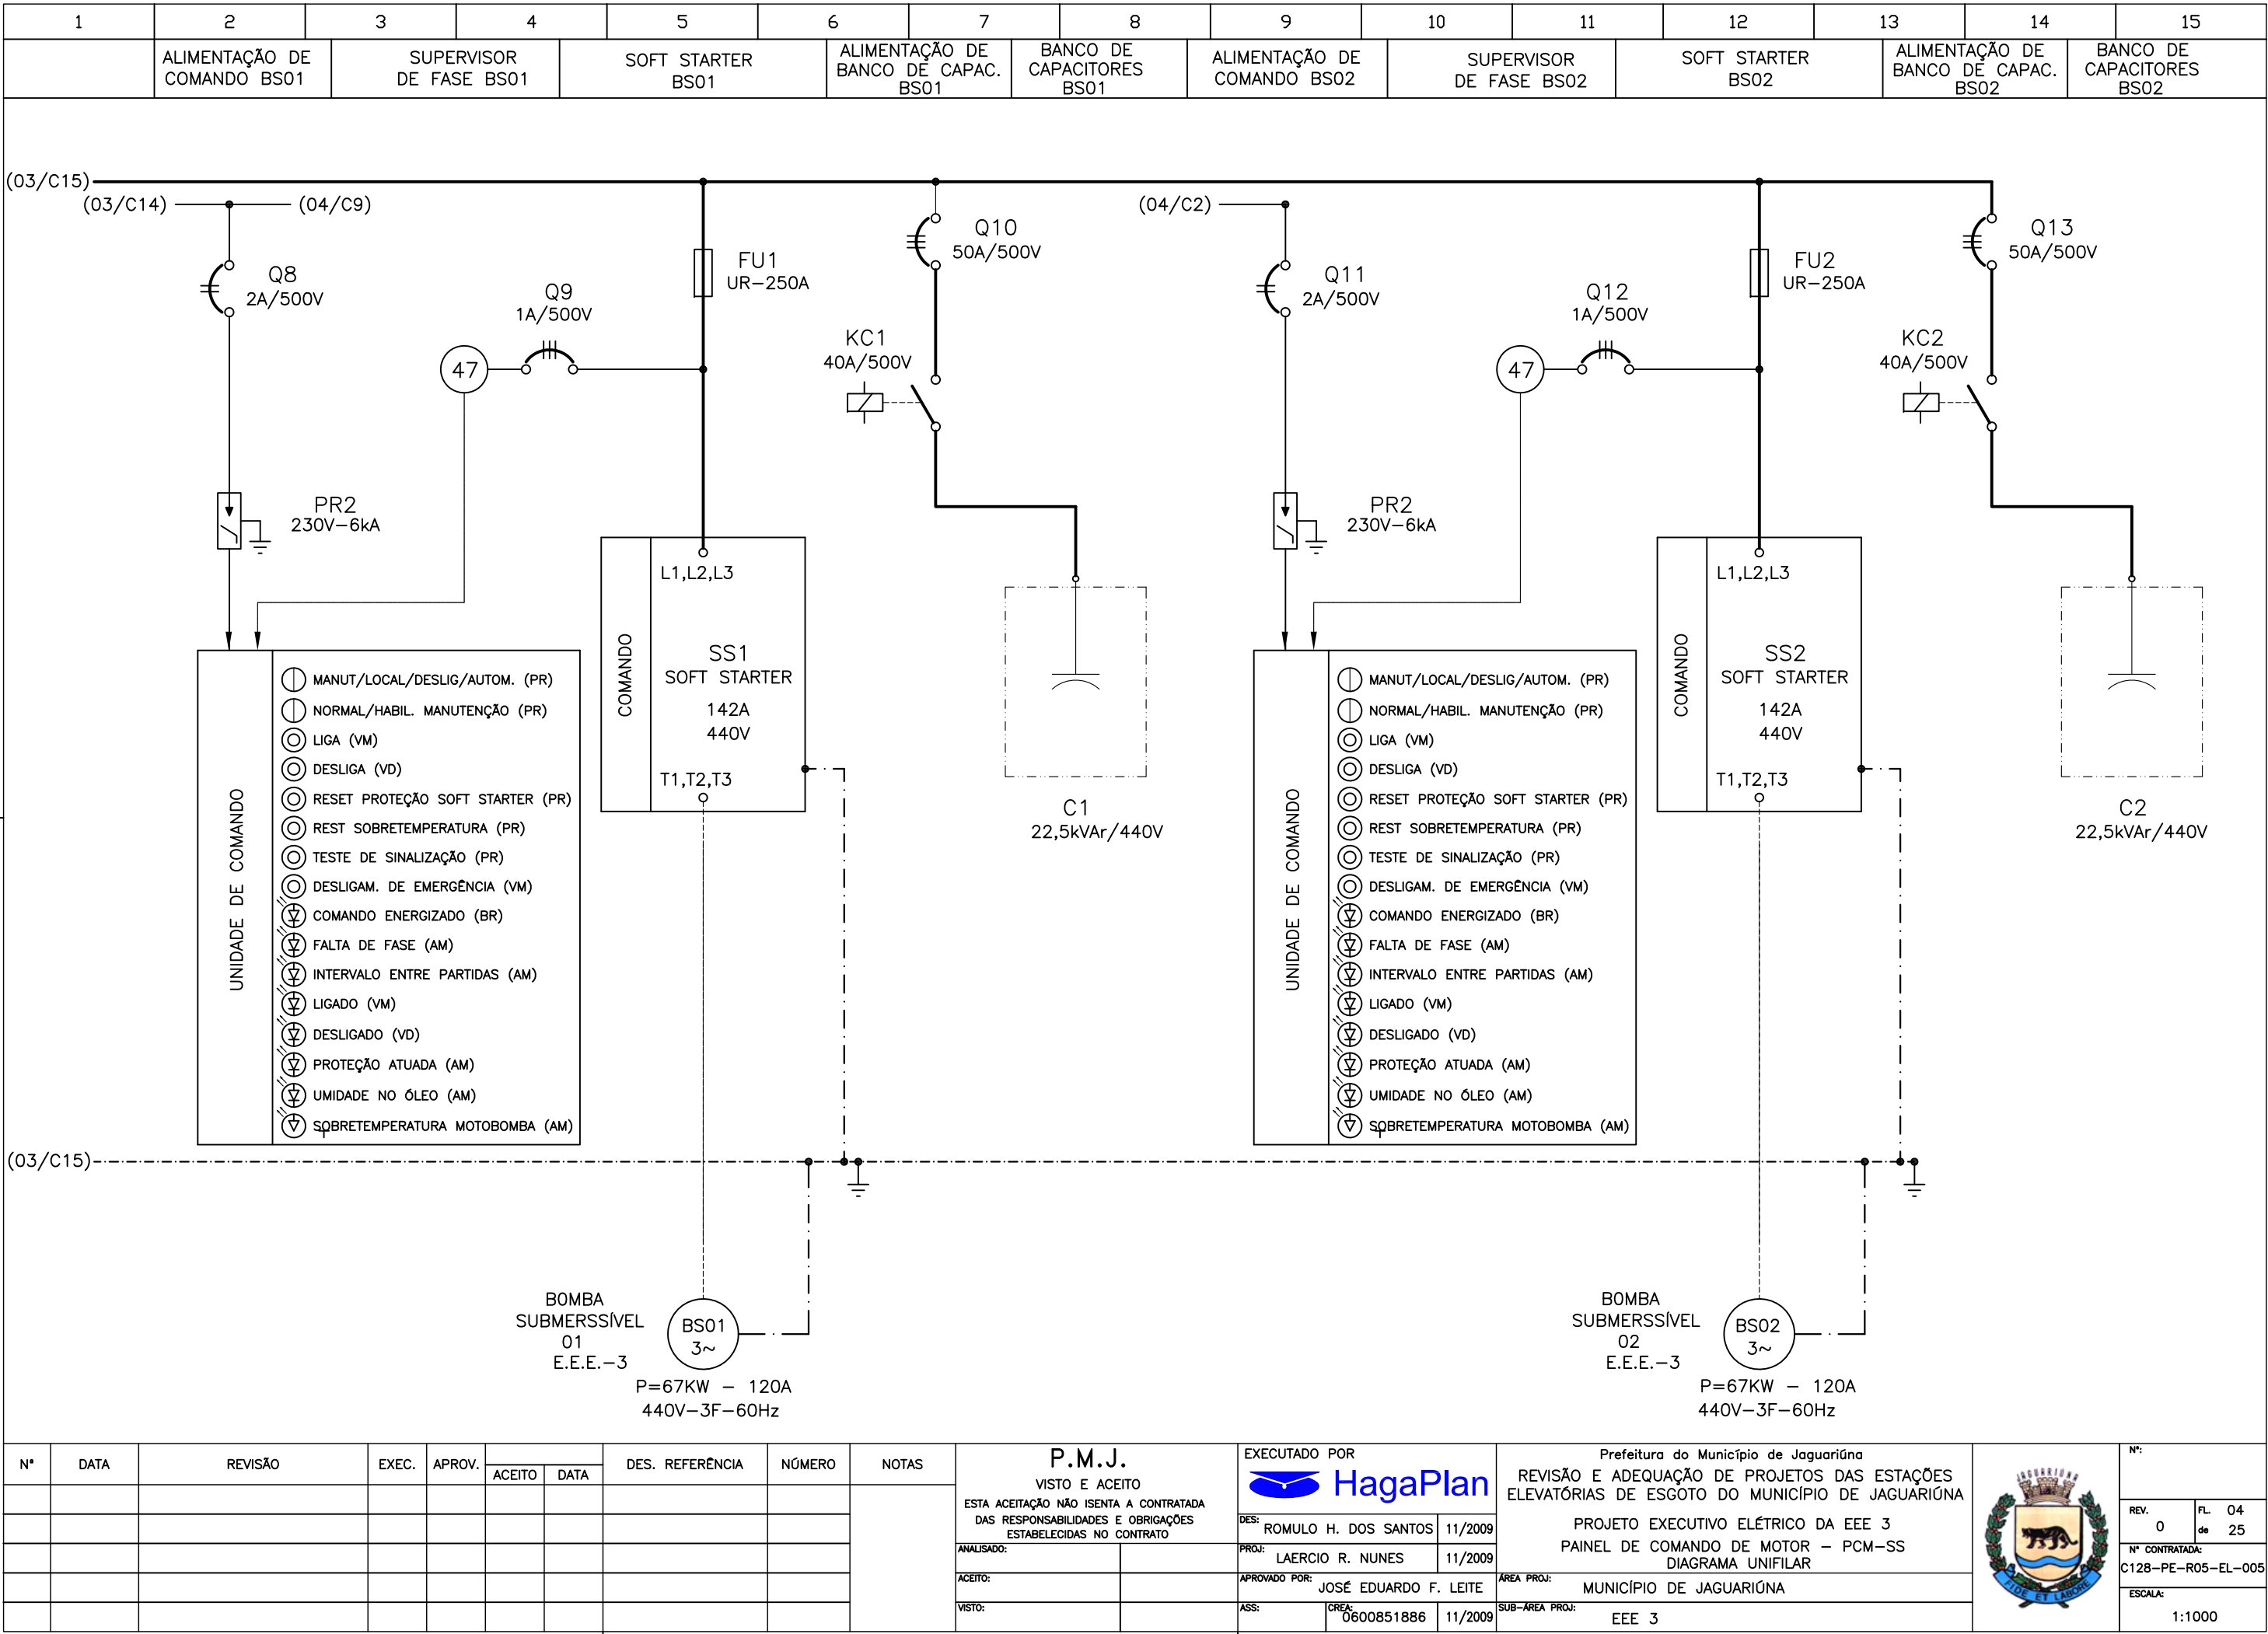 1 2 3 4 5 6 7 8 9 10 11 12 13 14 15
ALIMENTAÇÃO DE
COMANDO BS01
SUPERVISOR
DE FASE BS01
SOFT STARTER
BS01
ALIMENTAÇÃO DE
BANCO DE CAPAC.
BS01
BANCO DE
CAPACITORES
BS01
ALIMENTAÇÃO DE
COMANDO BS02
SUPERVISOR
DE FASE BS02
SOFT STARTER
BS02
ALIMENTAÇÃO DE
BANCO DE CAPAC.
BS02
BANCO DE
CAPACITORES
BS02
(03/C15)
(03/C14)
(04/C9)
Q8
2A/500V
Q9
1A/500V
47
FU1
UR-250A
Q10
50A/500V
KC1
40A/500V
PR2
230V-6kA
L1,L2,L3
COMANDO
SS1
SOFT STARTER
142A
440V
T1,T2,T3
C1
22,5kVAr/440V
UNIDADE DE COMANDO
MANUT/LOCAL/DESLIG/AUTOM. (PR)
NORMAL/HABIL. MANUTENÇÃO (PR)
LIGA (VM)
DESLIGA (VD)
RESET PROTEÇÃO SOFT STARTER (PR)
REST SOBRETEMPERATURA (PR)
TESTE DE SINALIZAÇÃO (PR)
DESLIGAM. DE EMERGÊNCIA (VM)
COMANDO ENERGIZADO (BR)
FALTA DE FASE (AM)
INTERVALO ENTRE PARTIDAS (AM)
LIGADO (VM)
DESLIGADO (VD)
PROTEÇÃO ATUADA (AM)
UMIDADE NO ÓLEO (AM)
SOBRETEMPERATURA MOTOBOMBA (AM)
(03/C15)
BOMBA
SUBMERSSÍVEL
01
E.E.E.-3
BS01
3~
P=67KW - 120A
440V-3F-60Hz
(04/C2)
Q11
2A/500V
Q12
1A/500V
47
FU2
UR-250A
Q13
50A/500V
KC2
40A/500V
PR2
230V-6kA
L1,L2,L3
COMANDO
SS2
SOFT STARTER
142A
440V
T1,T2,T3
C2
22,5kVAr/440V
UNIDADE DE COMANDO
MANUT/LOCAL/DESLIG/AUTOM. (PR)
NORMAL/HABIL. MANUTENÇÃO (PR)
LIGA (VM)
DESLIGA (VD)
RESET PROTEÇÃO SOFT STARTER (PR)
REST SOBRETEMPERATURA (PR)
TESTE DE SINALIZAÇÃO (PR)
DESLIGAM. DE EMERGÊNCIA (VM)
COMANDO ENERGIZADO (BR)
FALTA DE FASE (AM)
INTERVALO ENTRE PARTIDAS (AM)
LIGADO (VM)
DESLIGADO (VD)
PROTEÇÃO ATUADA (AM)
UMIDADE NO ÓLEO (AM)
SOBRETEMPERATURA MOTOBOMBA (AM)
BOMBA
SUBMERSSÍVEL
02
E.E.E.-3
BS02
3~
P=67KW - 120A
440V-3F-60Hz
Nº DATA REVISÃO EXEC. APROV. ACEITO DATA DES. REFERÊNCIA NÚMERO NOTAS
P.M.J.
VISTO E ACEITO
ESTA ACEITAÇÃO NÃO ISENTA A CONTRATADA
DAS RESPONSABILIDADES E OBRIGAÇÕES
ESTABELECIDAS NO CONTRATO
ANALISADO:
ACEITO:
VISTO:
EXECUTADO POR
HagaPlan
DES: ROMULO H. DOS SANTOS 11/2009
PROJ: LAERCIO R. NUNES 11/2009
APROVADO POR: JOSÉ EDUARDO F. LEITE
ASS: CREA: 0600851886 11/2009
Prefeitura do Município de Jaguariúna
REVISÃO E ADEQUAÇÃO DE PROJETOS DAS ESTAÇÕES
ELEVATÓRIAS DE ESGOTO DO MUNICÍPIO DE JAGUARIÚNA
PROJETO EXECUTIVO ELÉTRICO DA EEE 3
PAINEL DE COMANDO DE MOTOR - PCM-SS
DIAGRAMA UNIFILAR
ÁREA PROJ: MUNICÍPIO DE JAGUARIÚNA
SUB-ÁREA PROJ: EEE 3
JAGUARIÚNA
FIDE ET LABORE
Nº:
REV. 0
FL. 04
de 25
Nº CONTRATADA:
C128-PE-R05-EL-005
ESCALA:
1:1000